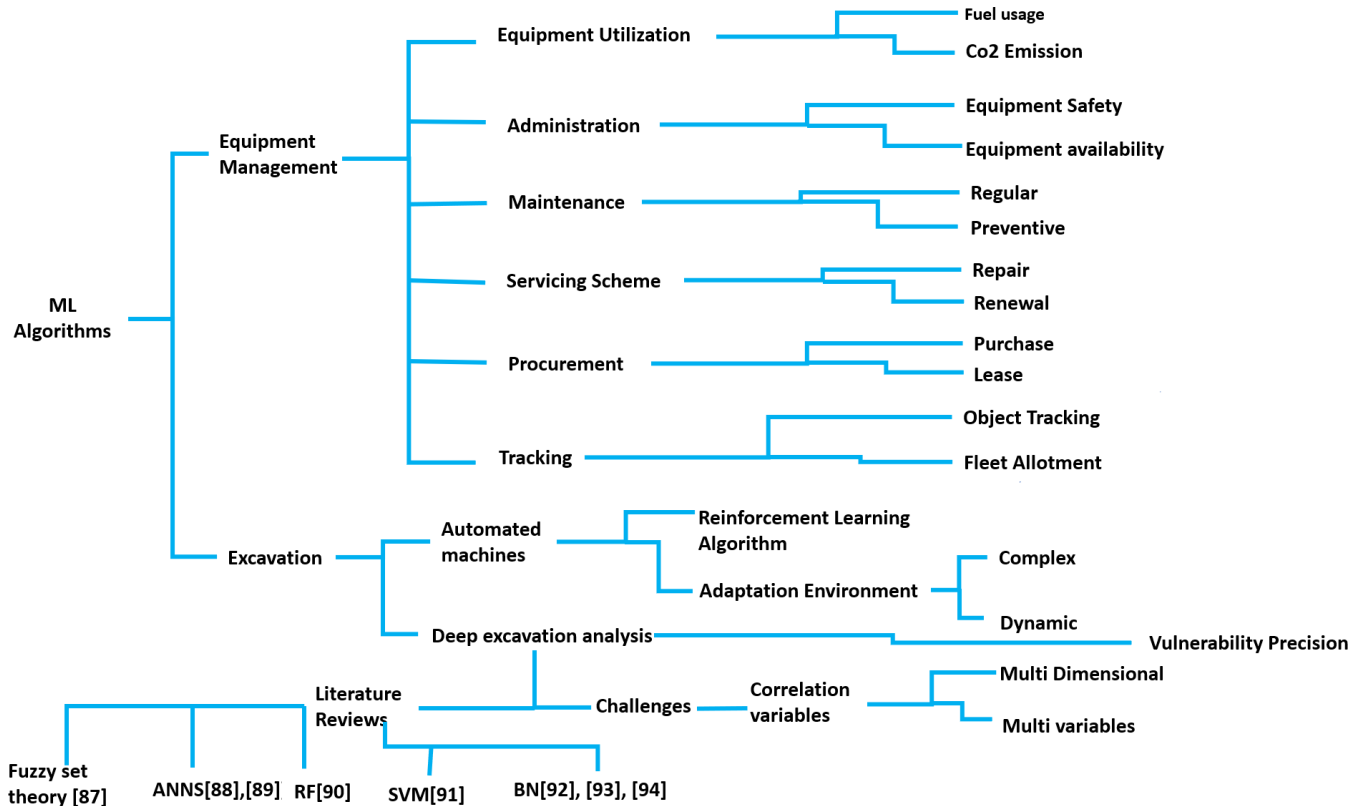 Fuel usage
Equipment Utilization
Co2 Emission
Equipment Safety
Administration
Equipment
Management
Equipment availability
Regular
Maintenance
Preventive
Repair
Servicing Scheme
Renewal
ML
Algorithms
Purchase
Procurement
Lease
Object Tracking
Tracking
Fleet Allotment
Automated
machines
Reinforcement Learning
Algorithm
Excavation
Complex
Adaptation Environment
Dynamic
Deep excavation analysis
Vulnerability Precision
Multi Dimensional
Literature
Reviews
Challenges
Correlation
variables
Multi variables
Fuzzy set
theory [87]
ANNS[88],[89]
RF[90]
SVM[91]
BN[92], [93], [94]